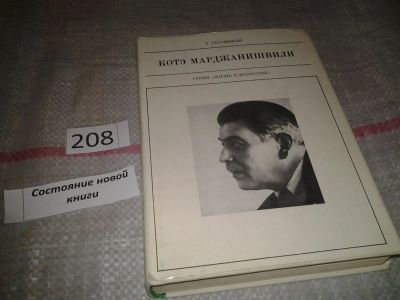 КОТЭ МАРДЖАНИШВИЛИ
СЕРИЯ «ЖИЗНЬ В ИСКУССТВЕ»
208
Состояние новой
книги